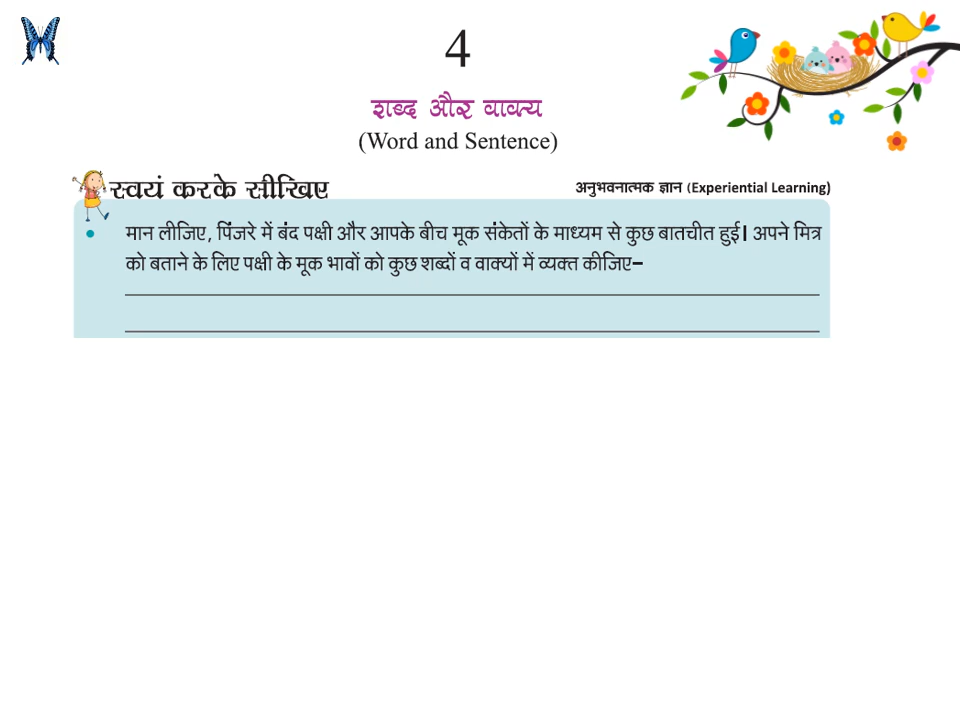 4
शब्द और वाक्य
(Word and Sentence)
स्वयं करके सीखिए
अनुभवनात्मक ज्ञान (Experiential Learning)
• मान लीजिए, पिंजरे में बंद पक्षी और आपके बीच मूक संकेतों के माध्यम से कुछ बातचीत हुई। अपने मित्र
को बताने के लिए पक्षी के मूक भावों को कुछ शब्दों व वाक्यों में व्यक्त कीजिए–